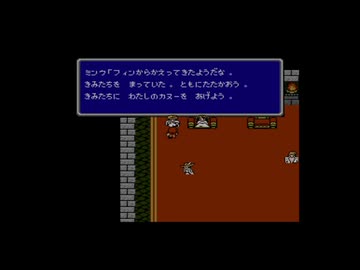 ミンウ「フィンからかえってきたようだな 。
きみたちを まっていた 。 ともにたたかおう 。
きみたちに わたしのカヌーを あげよう 。